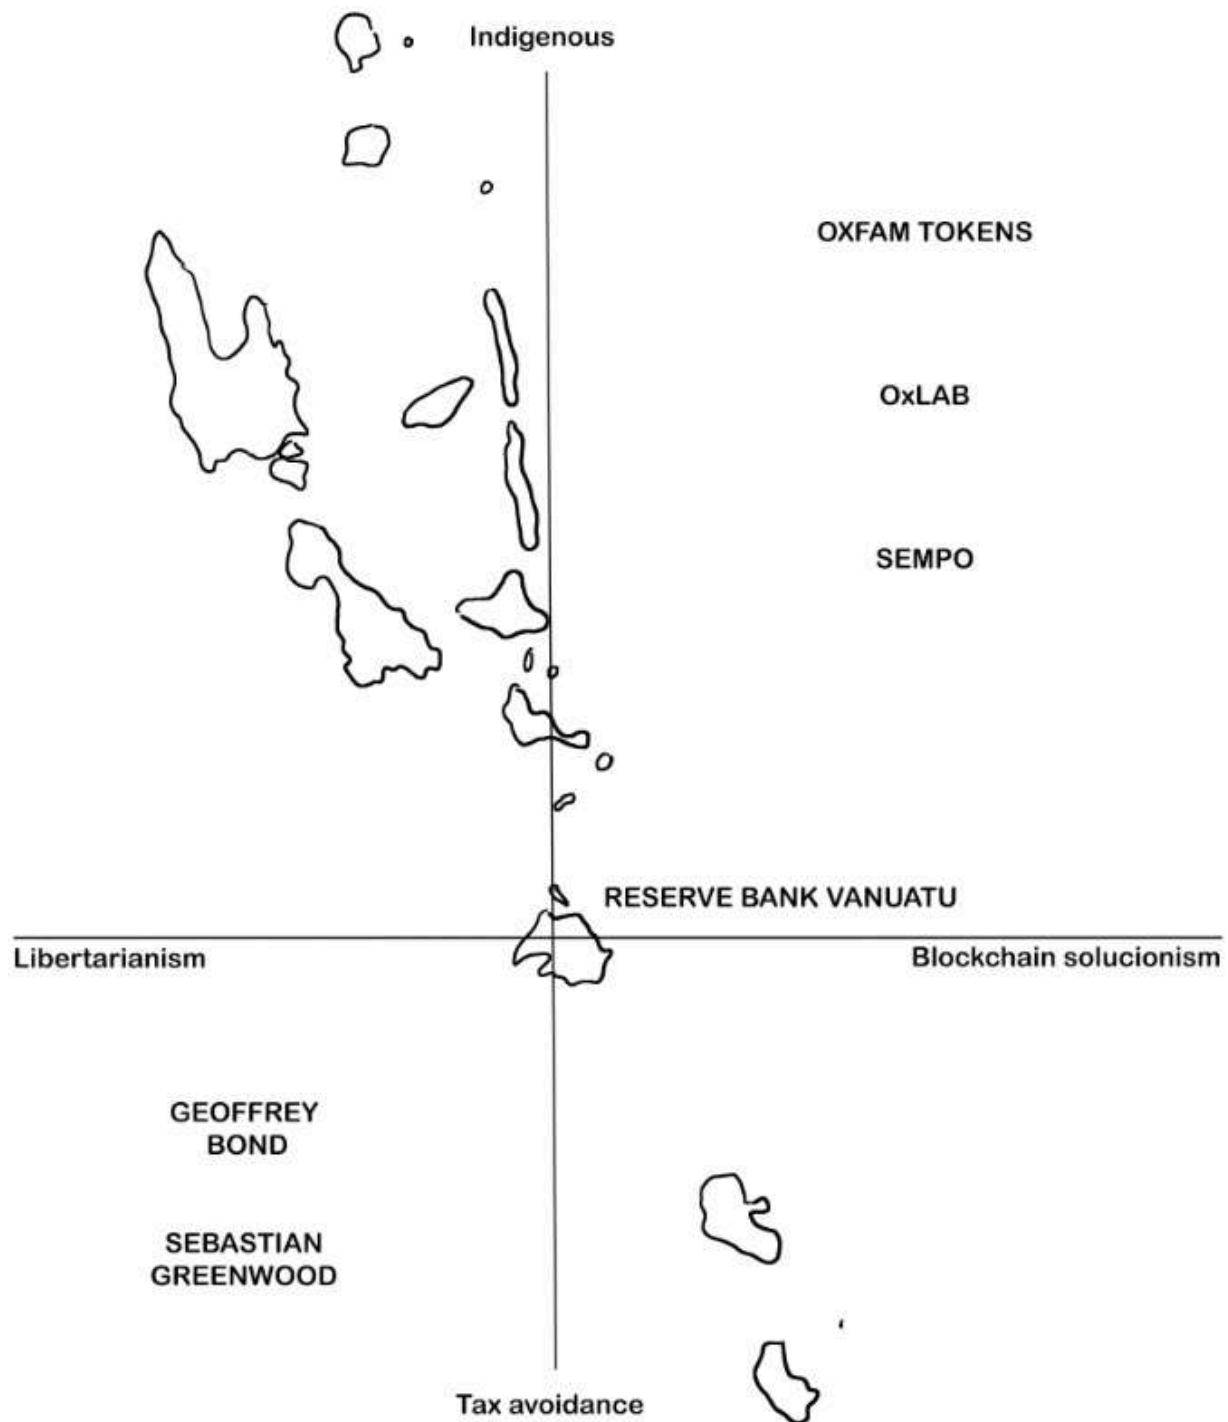 Indigenous
OXFAM TOKENS
OxLAB
SEMPO
RESERVE BANK VANUATU
Libertarianism
Blockchain solucionism
GEOFFREY
BOND
SEBASTIAN
GREENWOOD
Tax avoidance